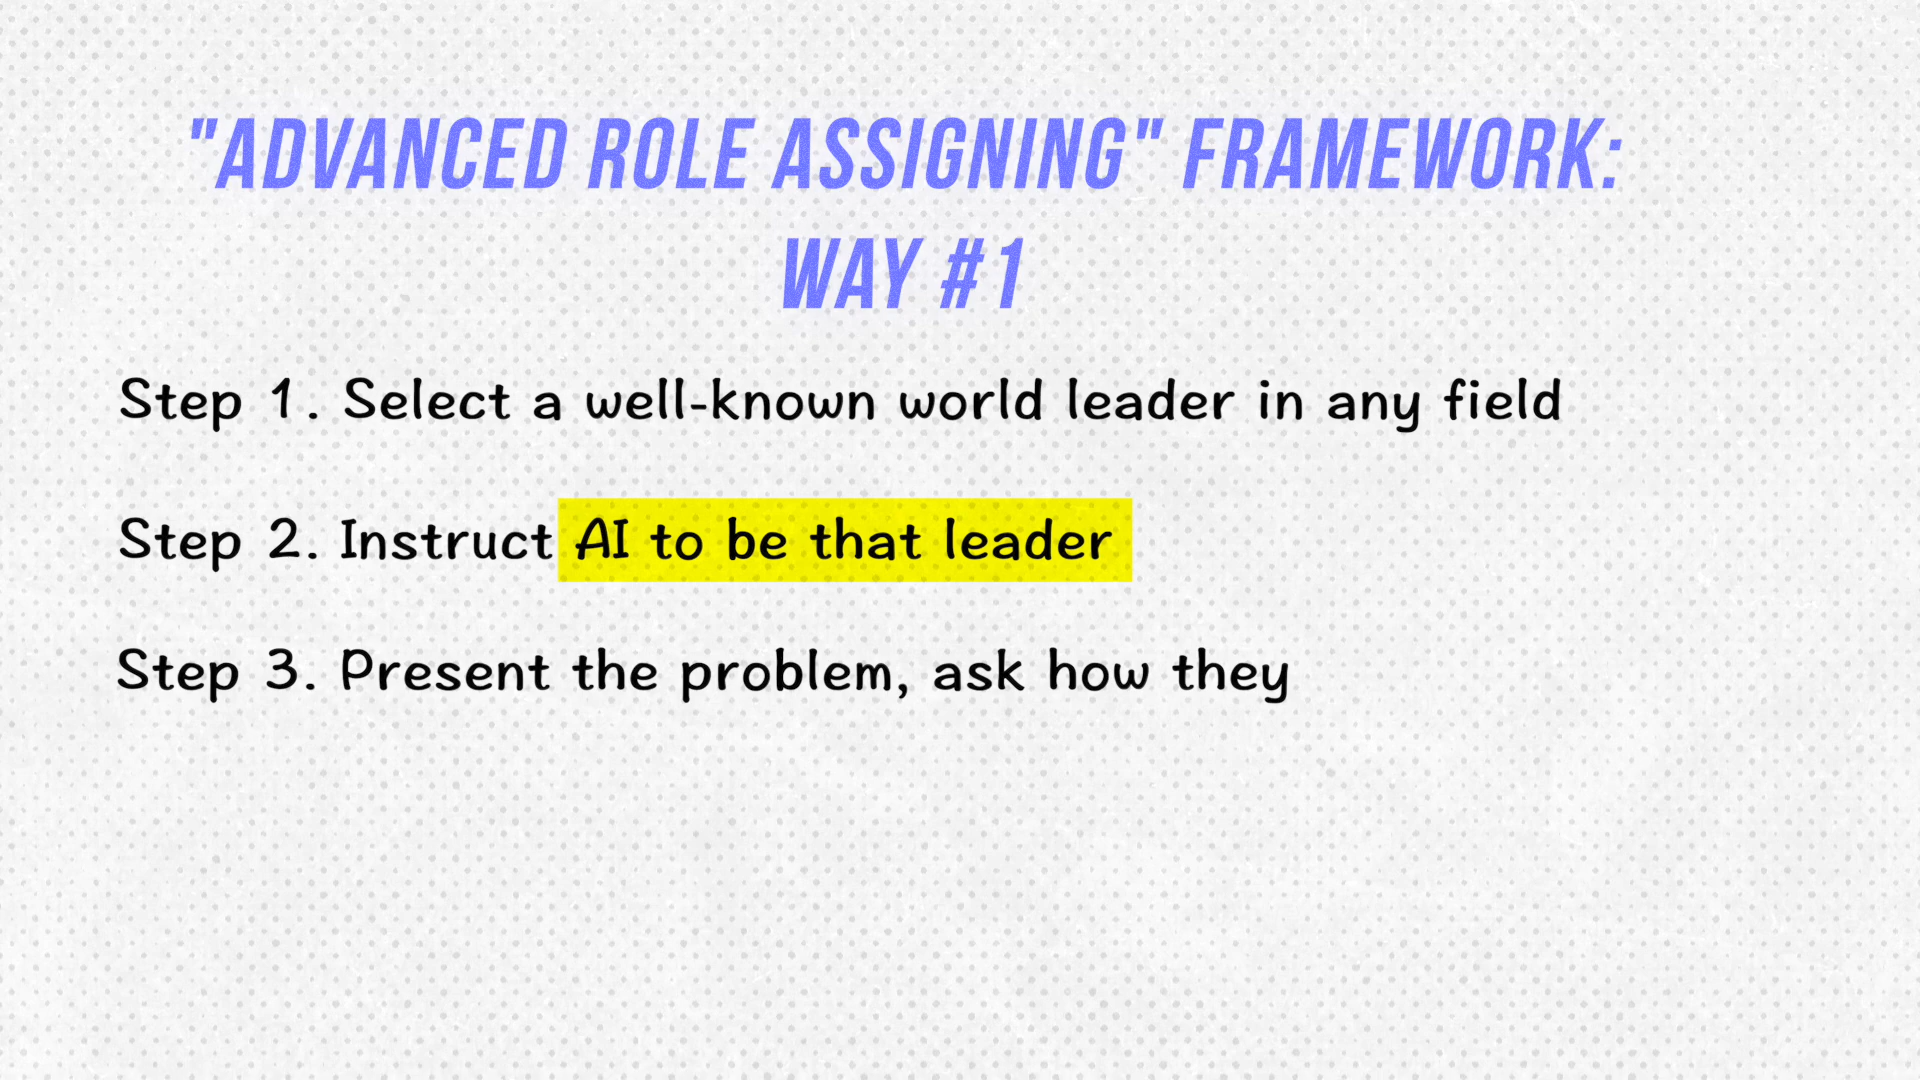 "ADVANCED ROLE ASSIGNING" FRAMEWORK:
WAY #1
Step 1. Select a well-known world leader in any field
Step 2. Instruct AI to be that leader
Step 3. Present the problem, ask how they